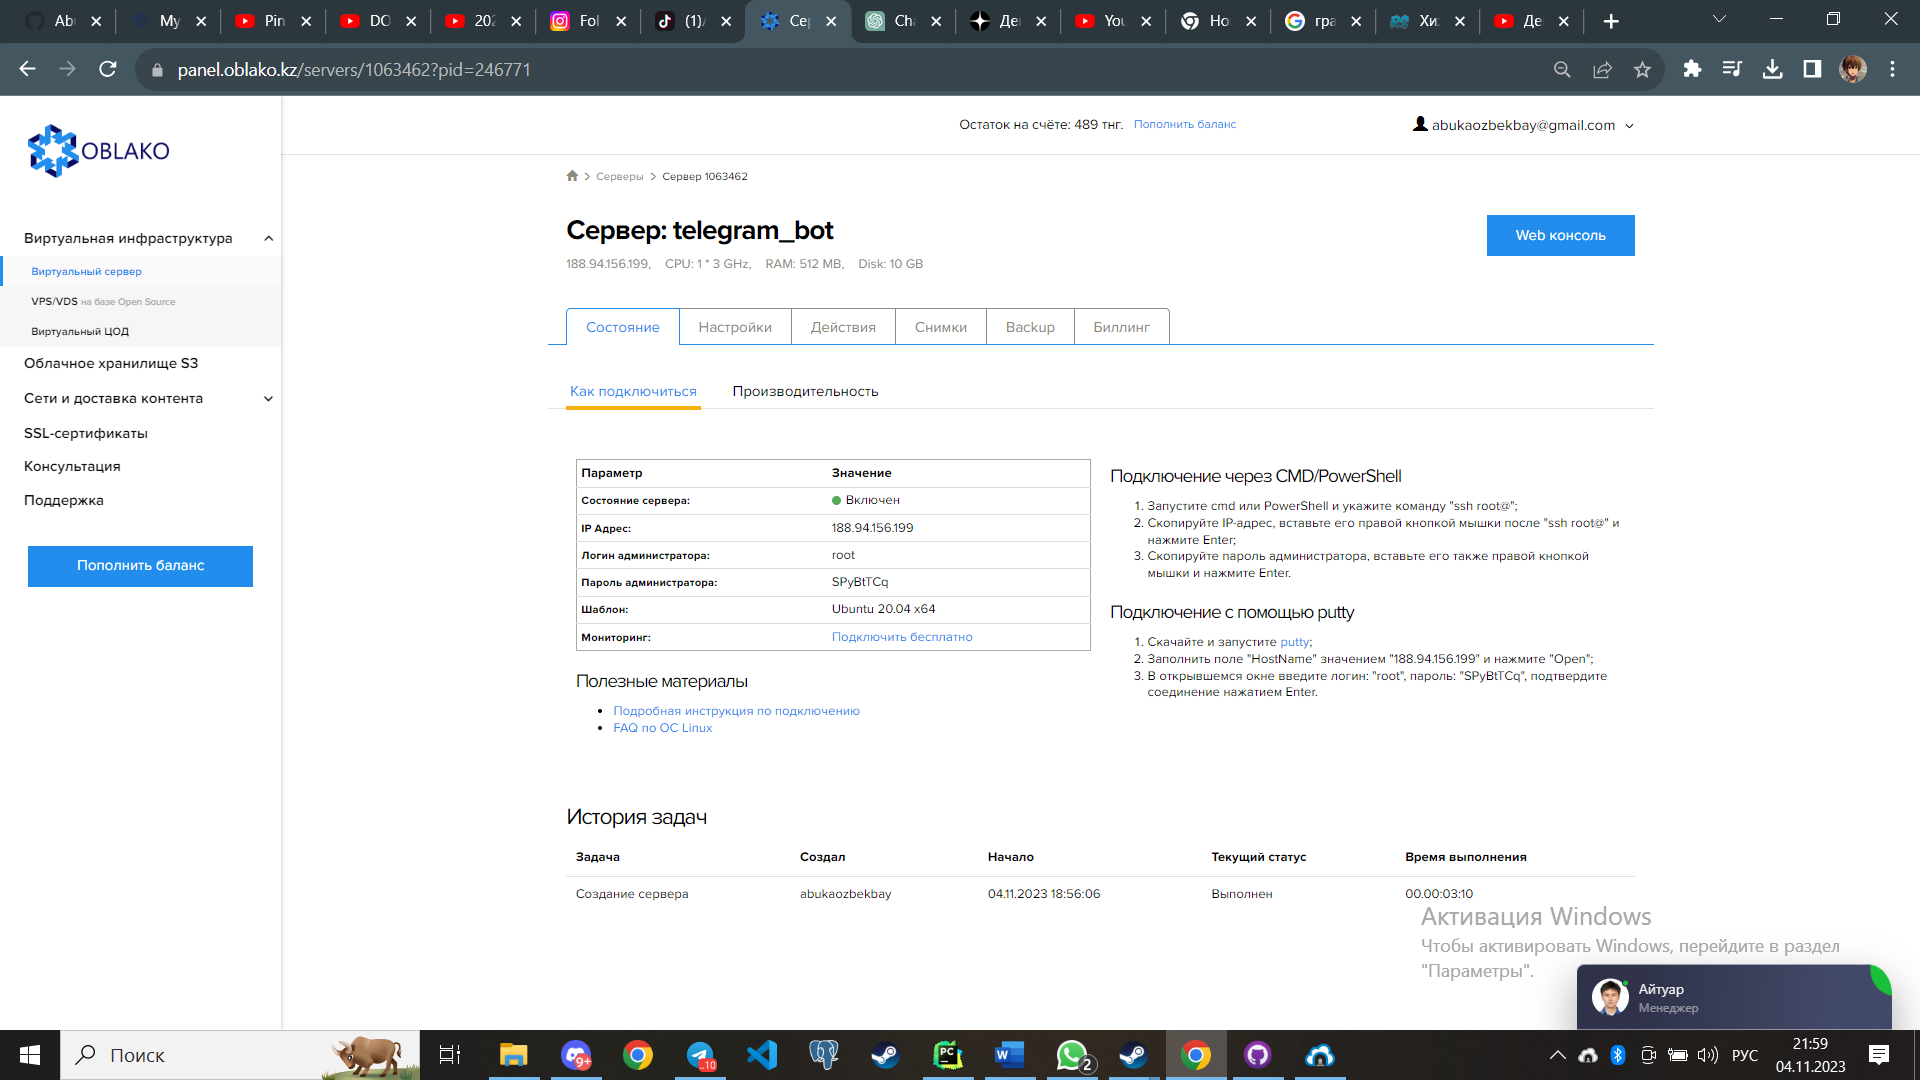 Ab
My
Pin
DO
202
Fol
(1)
Сер
Cha
Де
You
Но
гра
Хи
Де
panel.oblako.kz/servers/1063462?pid=246771
OBLAKO
Остаток на счёте: 489 тнг. Пополнить баланс
abukaozbekbay@gmail.com
Серверы > Сервер 1063462
Виртуальная инфраструктура
Виртуальный сервер
VPS/VDS на базе Open Source
Виртуальный ЦОД
Облачное хранилище S3
Сети и доставка контента
SSL-сертификаты
Консультация
Поддержка
Пополнить баланс
Сервер: telegram_bot
Web консоль
188.94.156.199, CPU: 1 * 3 GHz, RAM: 512 MB, Disk: 10 GB
Состояние Настройки Действия Снимки Backup Биллинг
Как подключиться Производительность
Параметр Значение
Состояние сервера: Включен
IP Адрес: 188.94.156.199
Логин администратора: root
Пароль администратора: SPyBtTCq
Шаблон: Ubuntu 20.04 x64
Мониторинг: Подключить бесплатно
Полезные материалы
Подробная инструкция по подключению
FAQ по ОС Linux
Подключение через CMD/PowerShell
1. Запустите cmd или PowerShell и укажите команду "ssh root@";
2. Скопируйте IP-адрес, вставьте его правой кнопкой мышки после "ssh root@" и
нажмите Enter;
3. Скопируйте пароль администратора, вставьте его также правой кнопкой
мышки и нажмите Enter.
Подключение с помощью putty
1. Скачайте и запустите putty;
2. Заполнить поле "HostName" значением "188.94.156.199" и нажмите "Open";
3. В открывшемся окне введите логин: "root", пароль: "SPyBtTCq", подтвердите
соединение нажатием Enter.
История задач
Задача Создал Начало Текущий статус Время выполнения
Создание сервера abukaozbekbay 04.11.2023 18:56:06 Выполнен 00.00:03:10
Активация Windows
Чтобы активировать Windows, перейдите в раздел
"Параметры".
Айтуар
Менеджер
Поиск
9+
..10
PC
2
РУС
21:59
04.11.2023